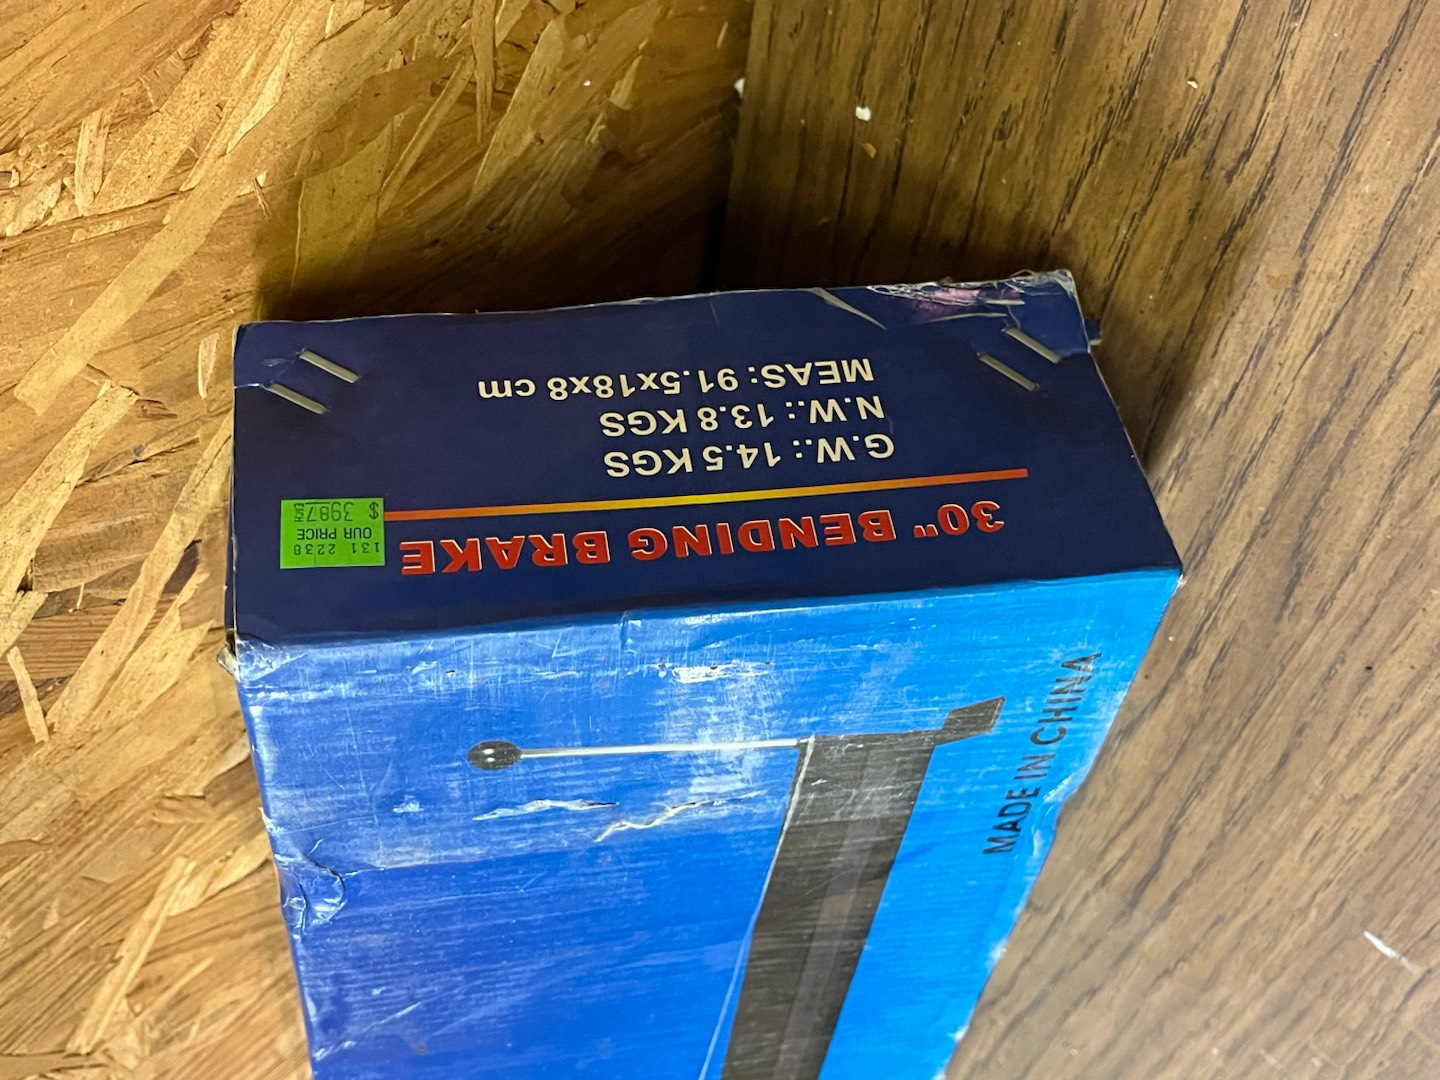 30" BENDING BRAKE
G.W.: 14.5 KGS
N.W.: 13.8 KGS
MEAS: 91.5x18x8 cm
131 2238
OUR PRICE
$ 3987 EACH
MADE IN CHINA